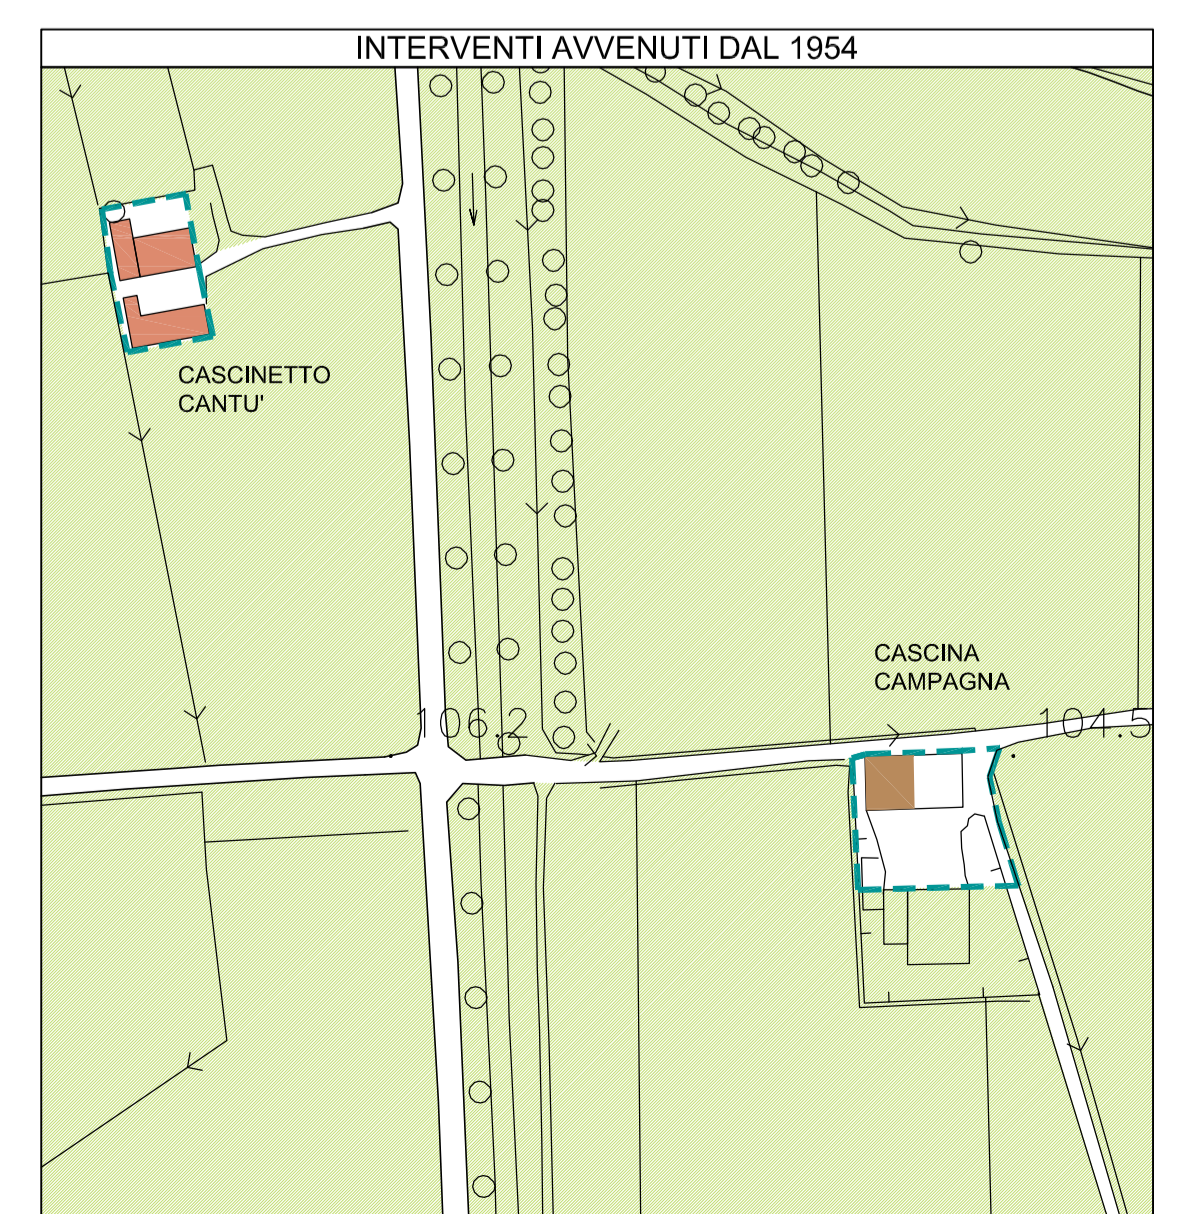 INTERVENTI AVVENUTI DAL 1954
CASCINETTO
CANTU'
CASCINA
CAMPAGNA
106.2
104.5